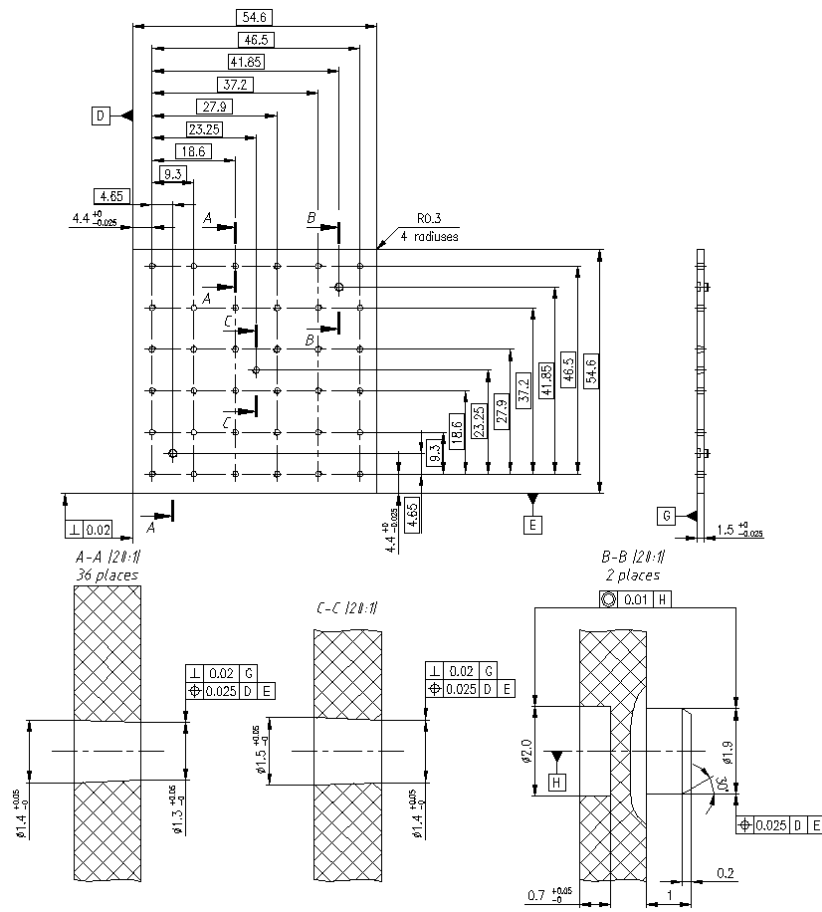 54.6
46.5
41.85
37.2
D
27.9
23.25
18.6
9.3
4.65
4.4 +0 -0.025
A
B
R0.3
4 radiuses
A
C
B
C
9.3
18.6
23.25
27.9
37.2
41.85
46.5
54.6
4.65
4.4 +0 -0.025
E
G
1.5 +0 -0.025
⊥ 0.02
A
A-A |20:1|
36 places
C-C |20:1|
B-B |20:1|
2 places
◎ 0.01 H
⊥ 0.02 G
⌖ 0.025 D E
⊥ 0.02 G
⌖ 0.025 D E
ø1.4 +0.05 -0
ø1.3 +0.05 -0
ø1.5 +0.05 -0
ø1.4 +0.05 -0
ø2.0
H
ø1.9
30°
⌖ 0.025 D E
0.2
0.7 +0.05 -0
1